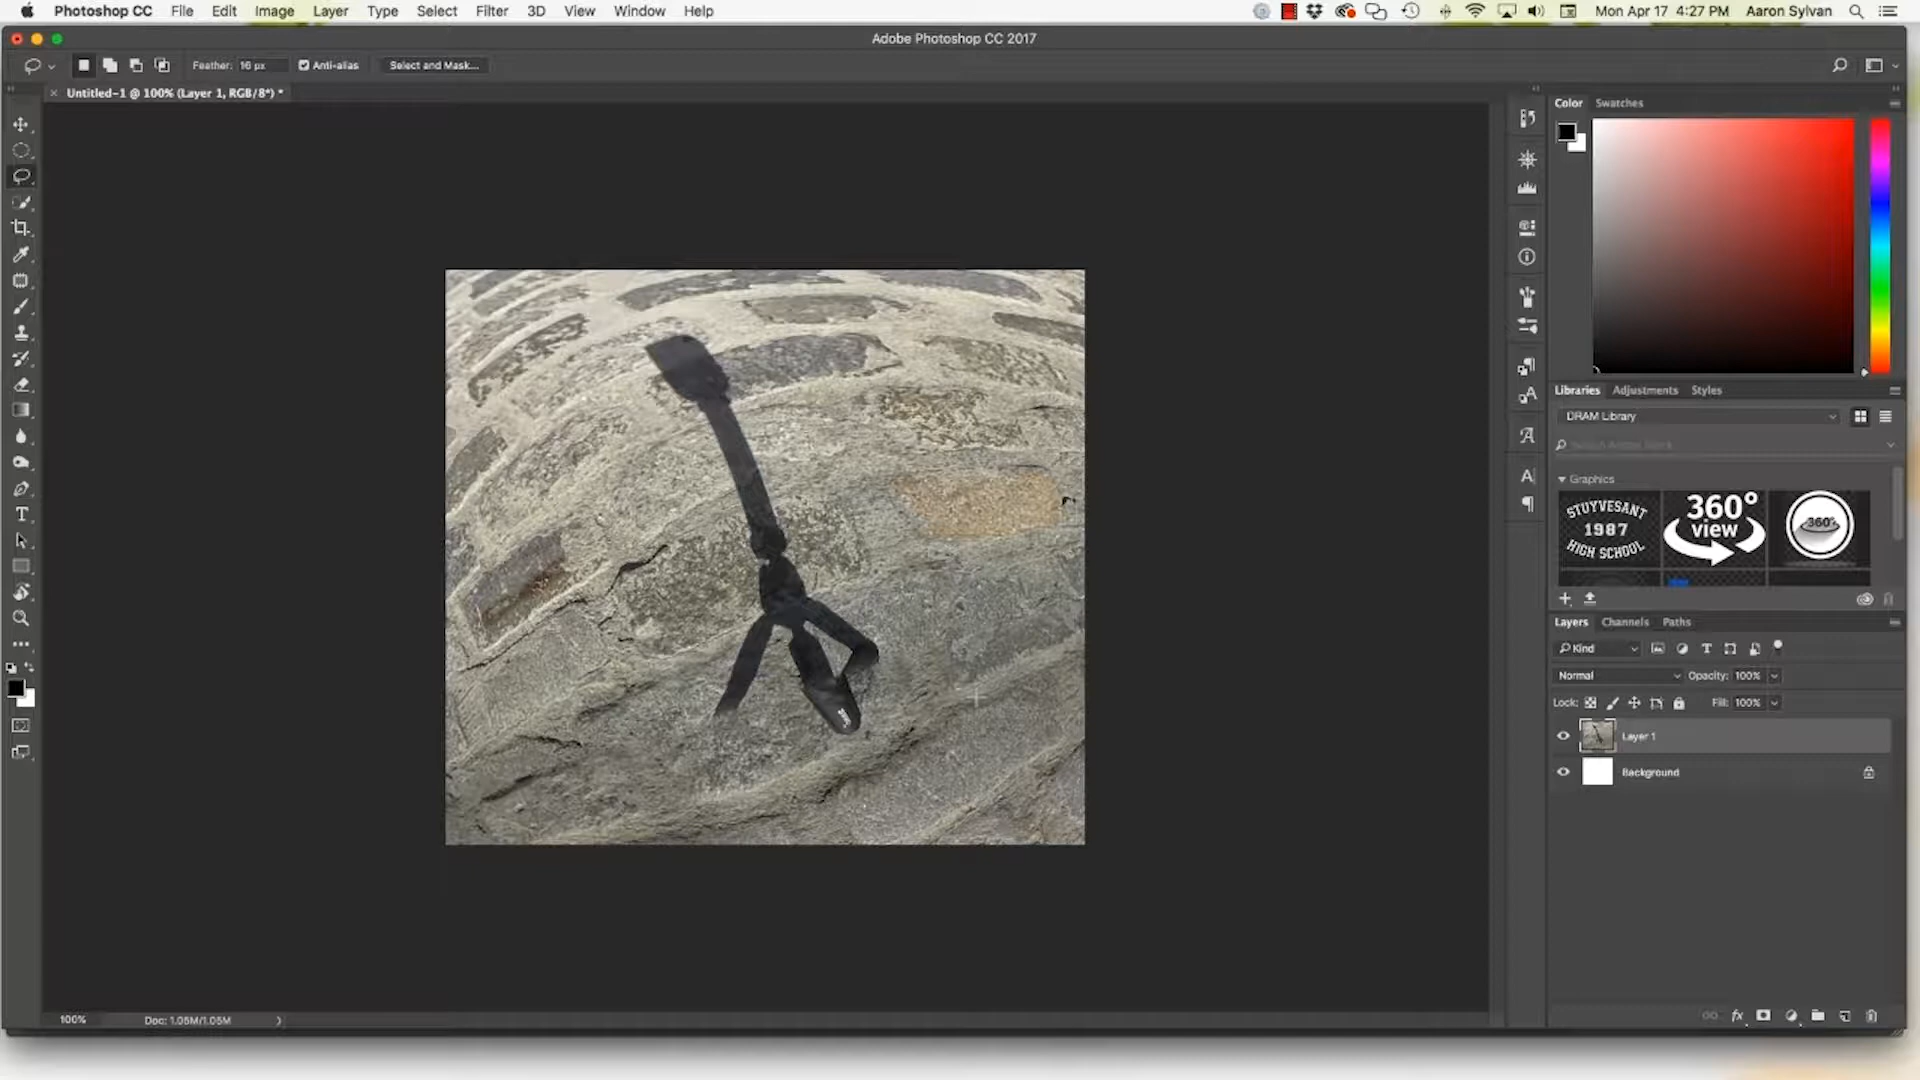 Photoshop CC File Edit Image Layer Type Select Filter 3D View Window Help Mon Apr 17 4:27 PM Aaron Sylvan
Adobe Photoshop CC 2017
Feather: 16 px Anti-alias Select and Mask...
Untitled-1 @ 100% (Layer 1, RGB/8*) *
Color Swatches
Libraries Adjustments Styles
DRAM Library
Graphics
STUYVESANT
1987
HIGH SCHOOL
360°
view
360°
Layers Channels Paths
Kind
Normal Opacity: 100%
Lock: Fill: 100%
Layer 1
Background
100% Doc: 1.05M/1.05M